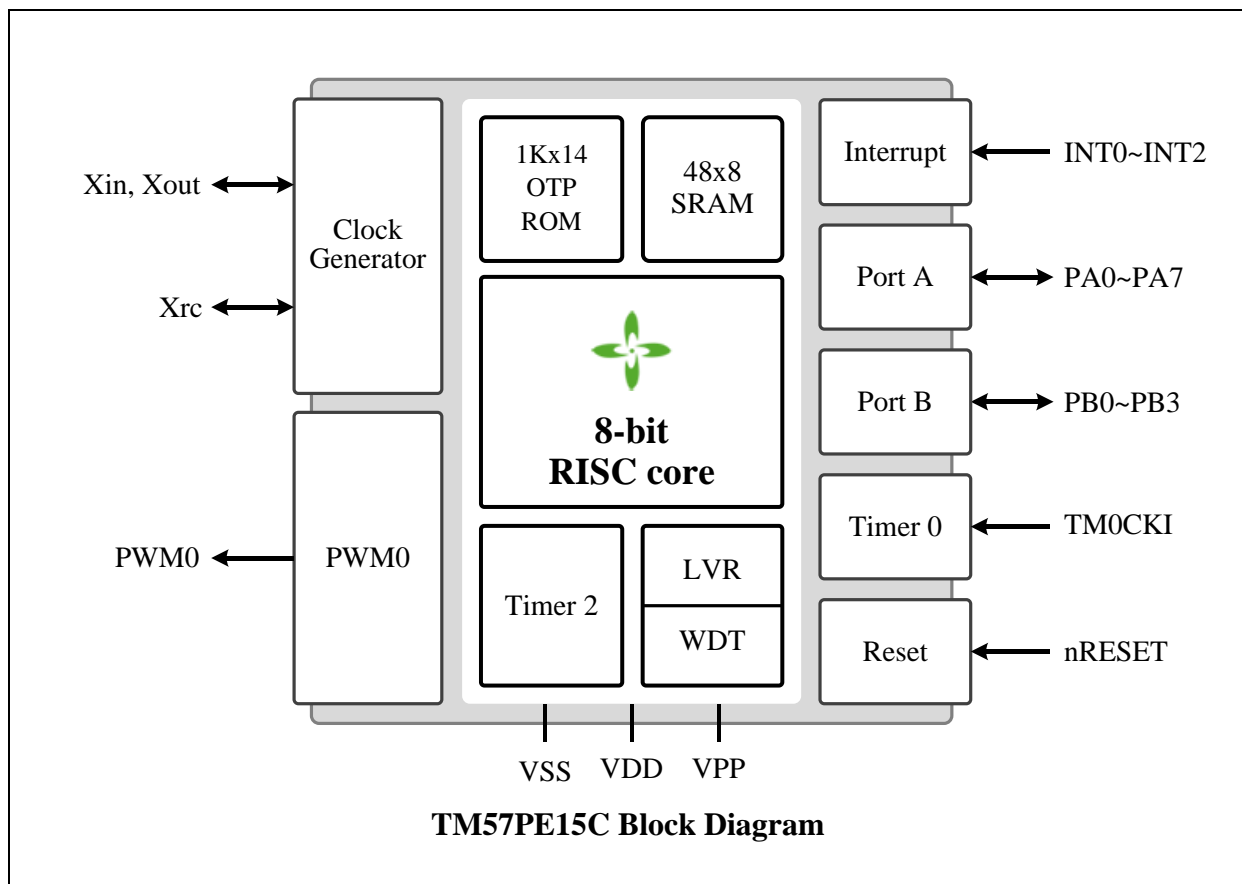 Xin, Xout
Xrc
PWM0
Clock
Generator
PWM0
1Kx14
OTP
ROM
48x8
SRAM
8-bit
RISC core
Timer 2
LVR
WDT
Interrupt
Port A
Port B
Timer 0
Reset
INT0~INT2
PA0~PA7
PB0~PB3
TM0CKI
nRESET
VSS
VDD
VPP
TM57PE15C Block Diagram